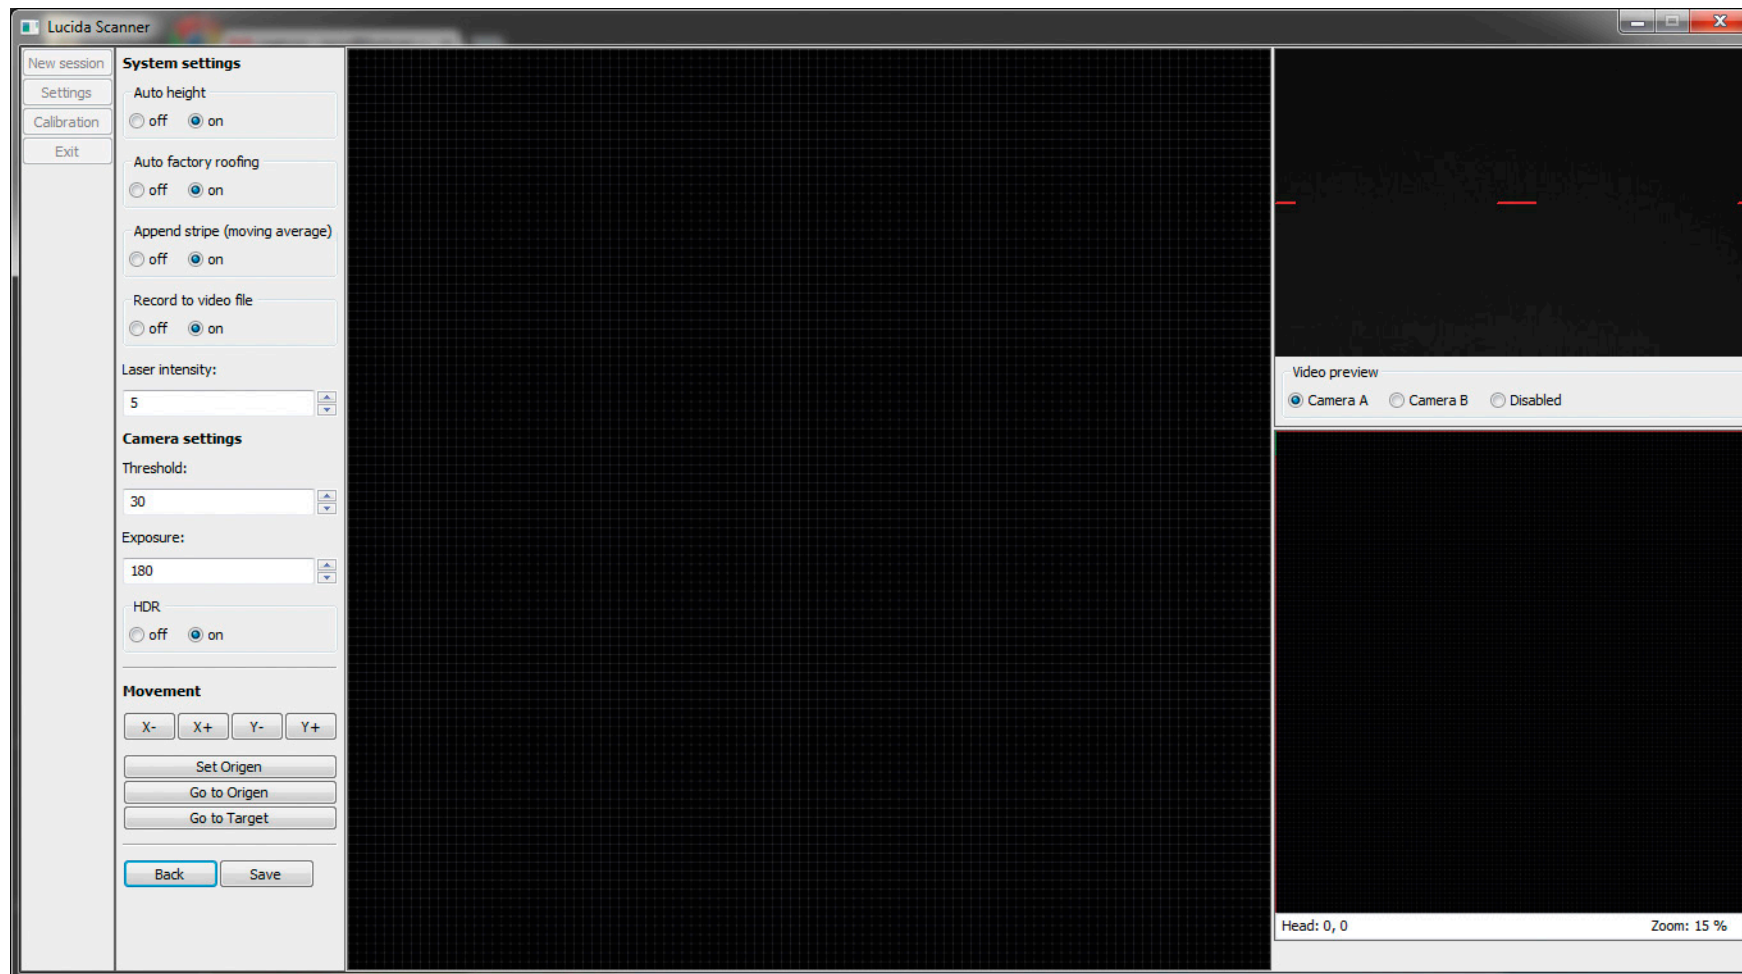 Lucida Scanner
New session
Settings
Calibration
Exit
System settings
Auto height
off on
Auto factory roofing
off on
Append stripe (moving average)
off on
Record to video file
off on
Laser intensity:
5
Camera settings
Threshold:
30
Exposure:
180
HDR
off on
Movement
X- X+ Y- Y+
Set Origen
Go to Origen
Go to Target
Back Save
Video preview
Camera A Camera B Disabled
Head: 0, 0 Zoom: 15 %